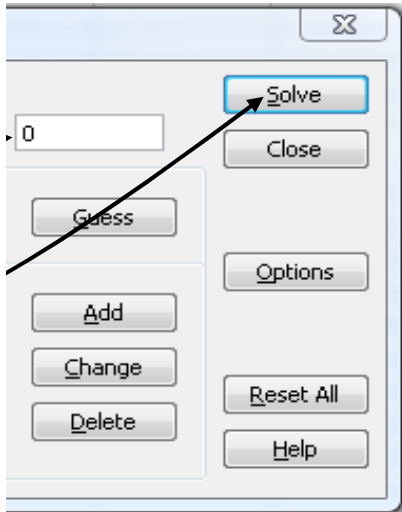 Solve
0
Close
Guess
Options
Add
Change
Reset All
Delete
Help